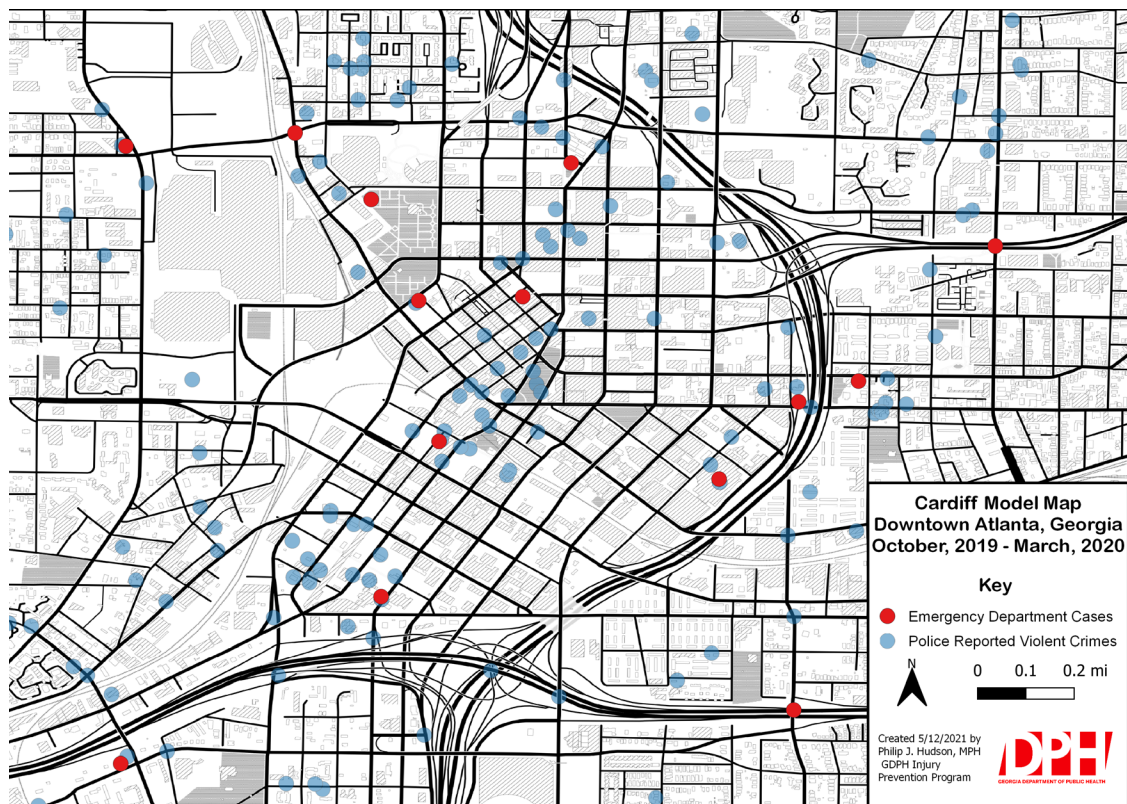 Cardiff Model Map
Downtown Atlanta, Georgia
October, 2019 - March, 2020
Key
Emergency Department Cases
Police Reported Violent Crimes
N
0 0.1 0.2 mi
Created 5/12/2021 by
Philip J. Hudson, MPH
GDPH Injury
Prevention Program
DPH
GEORGIA DEPARTMENT OF PUBLIC HEALTH